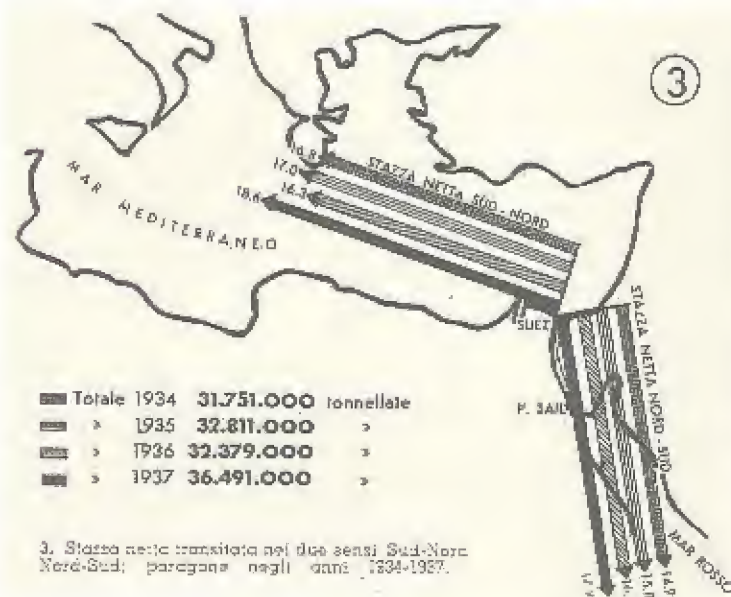 3
16.8
STAZZA NETTA SUD-NORD
17.0
16.3
18.6
MAR MEDITERRANEO
SUEZ
STAZZA NETTA NORD-SUD
P. SAID
MAR ROSSO
14.9
Totale 1934 31.751.000 tonnellate
» 1935 32.811.000 »
» 1936 32.379.000 »
» 1937 36.491.000 »
3. Stazza netta transitata nei due sensi Sud-Nord
Nord-Sud; paragone negli anni 1934-1937.